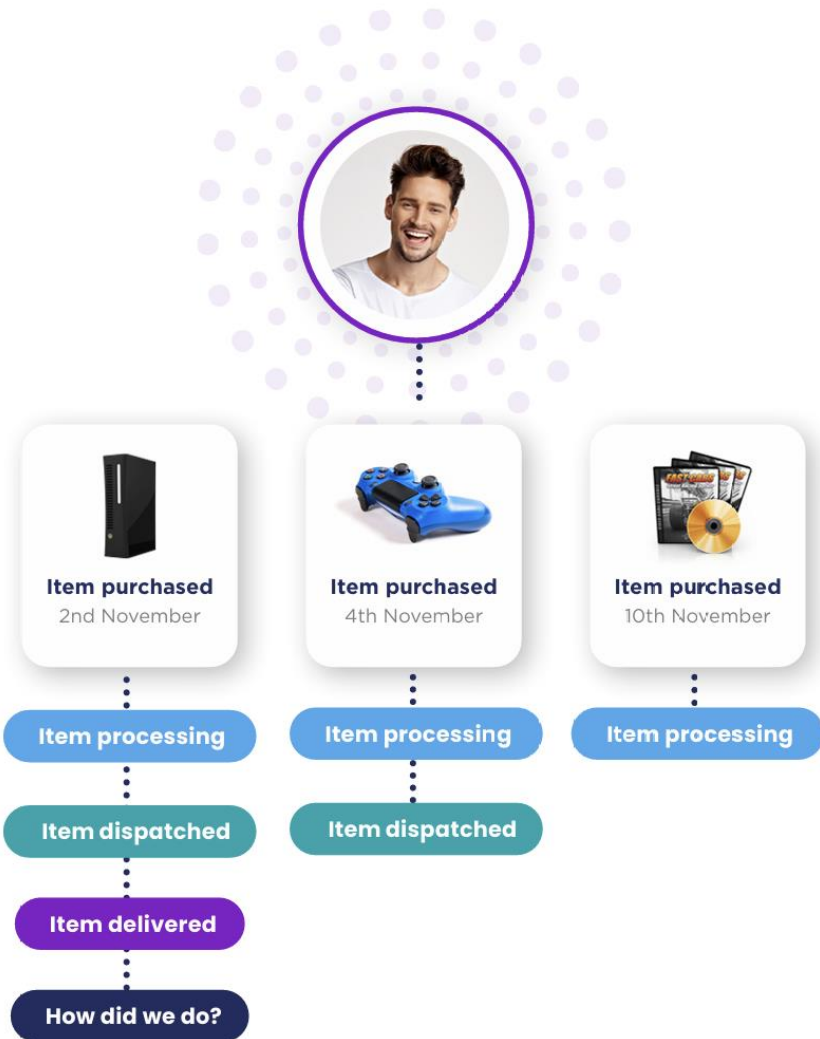 Item purchased
2nd November
Item processing
Item dispatched
Item delivered
How did we do?
Item purchased
4th November
Item processing
Item dispatched
Item purchased
10th November
Item processing